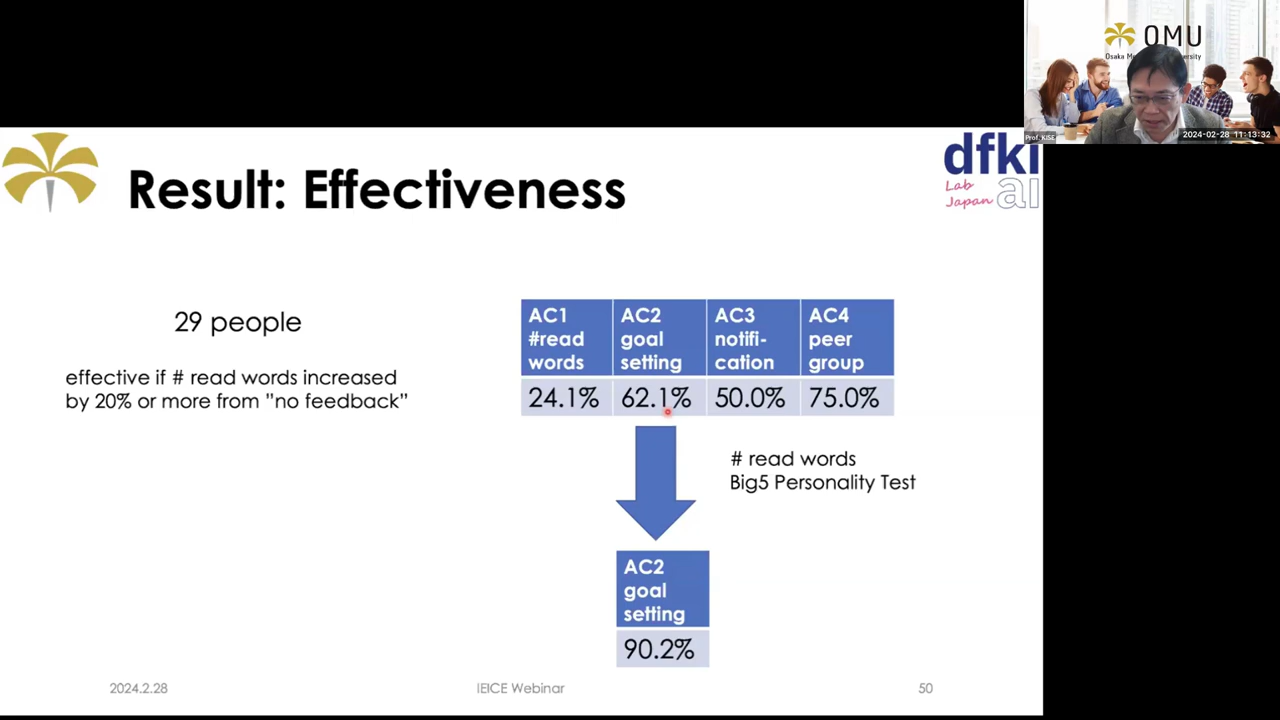 OMU
Prof. KISE
2024-02-28 11:13:32
dfki
Lab
Japan
ai
Result: Effectiveness
29 people
effective if # read words increased
by 20% or more from "no feedback"
AC1
#read
words
AC2
goal
setting
AC3
notifi-
cation
AC4
peer
group
24.1%
62.1%
50.0%
75.0%
# read words
Big5 Personality Test
AC2
goal
setting
90.2%
2024.2.28
IEICE Webinar
50